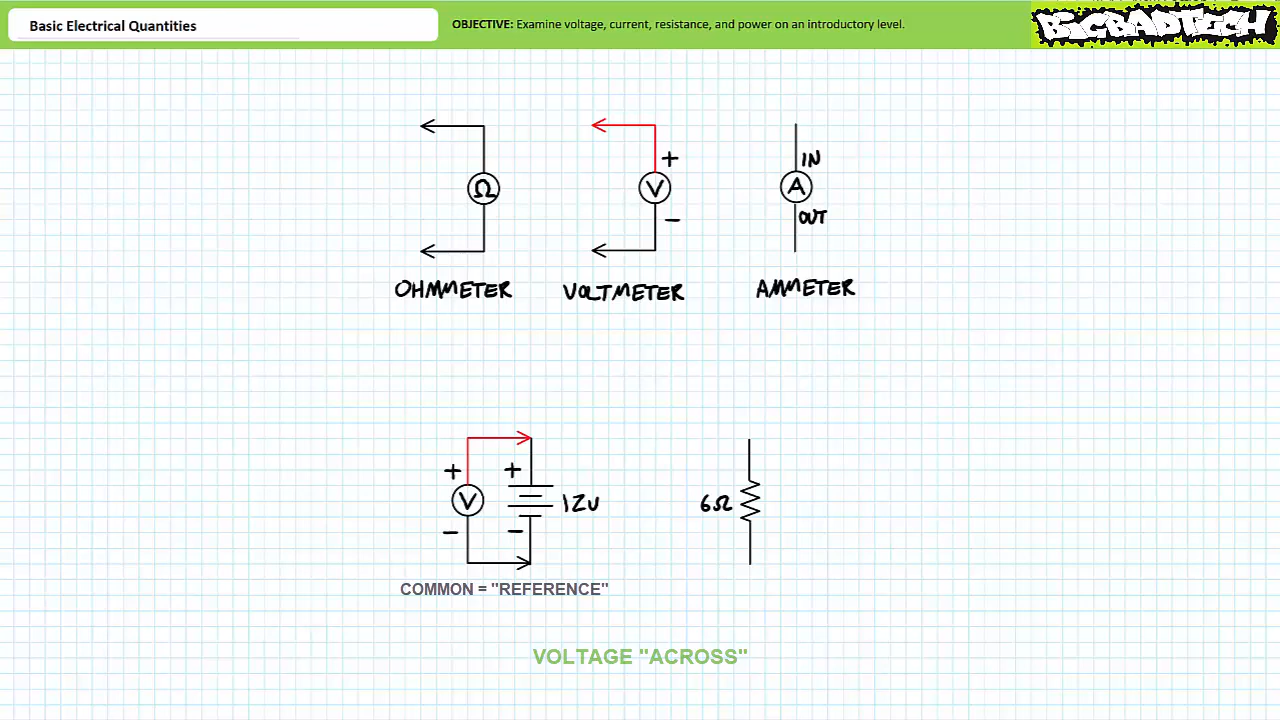 Basic Electrical Quantities
OBJECTIVE: Examine voltage, current, resistance, and power on an introductory level.
BIGBADTECH
+
IN
Ω
V
A
OUT
-
OHMMETER
VOLTMETER
AMMETER
+
+
V
12V
6Ω
-
-
COMMON = "REFERENCE"
VOLTAGE "ACROSS"